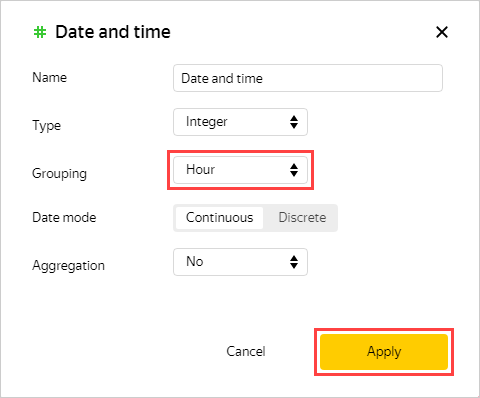 # Date and time
Name Date and time
Type Integer
Grouping Hour
Date mode Continuous Discrete
Aggregation No
Cancel Apply